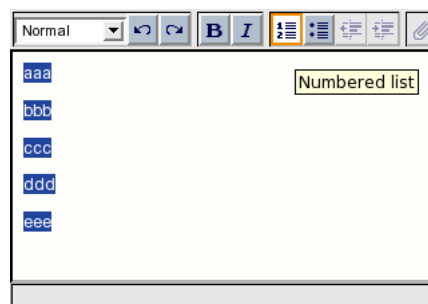 Normal B I
aaa
Numbered list
bbb
ccc
ddd
eee